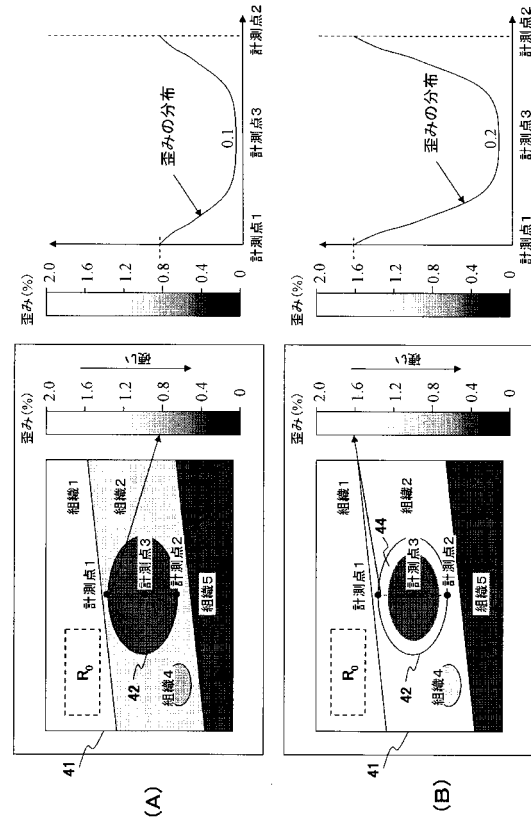 (A)
41
R₀
42
組織1
計測点1
組織2
計測点3
計測点2
組織4
組織5
歪み(%)
2.0
1.6
1.2
0.8
0.4
0
硬い
歪み(%)
2.0
1.6
1.2
0.8
0.4
0
歪みの分布
0.1
計測点1
計測点3
計測点2
(B)
41
R₀
42
44
組織1
計測点1
組織2
計測点3
計測点2
組織4
組織5
歪み(%)
2.0
1.6
1.2
0.8
0.4
0
硬い
歪み(%)
2.0
1.6
1.2
0.8
0.4
0
歪みの分布
0.2
計測点1
計測点3
計測点2